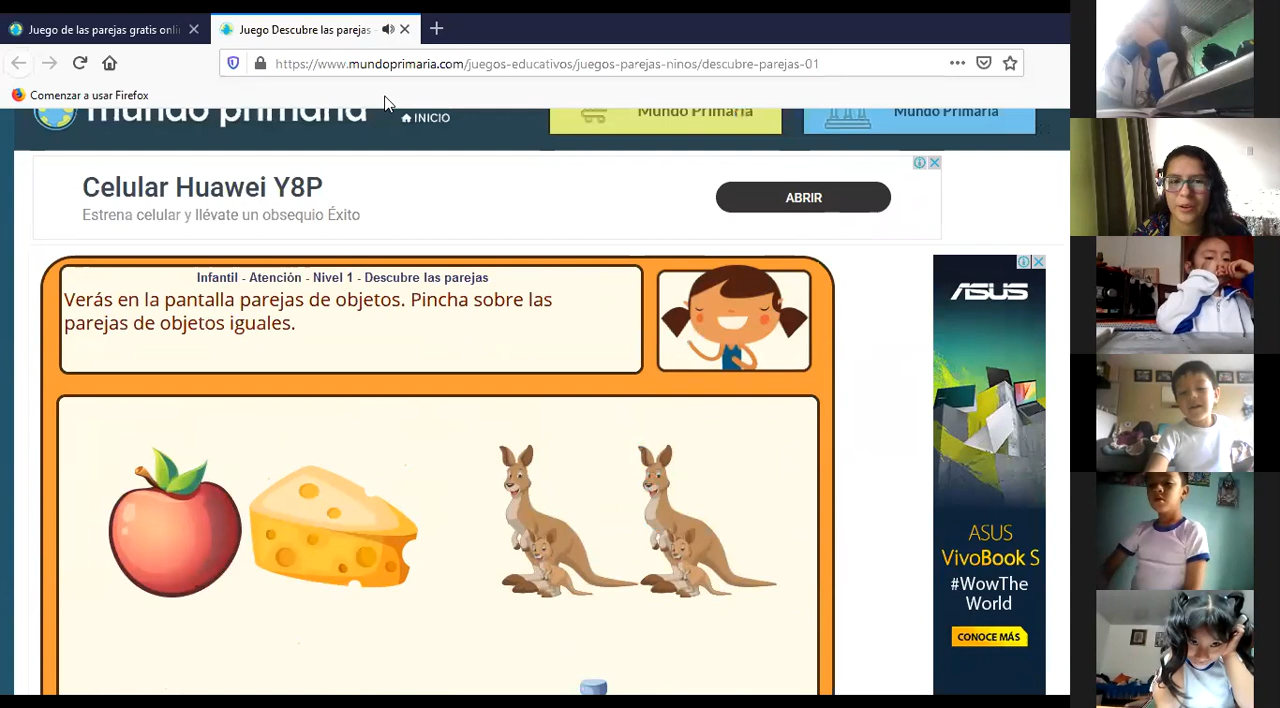 Juego de las parejas gratis onli
Juego Descubre las parejas -
https://www.mundoprimaria.com/juegos-educativos/juegos-parejas-ninos/descubre-parejas-01
Comenzar a usar Firefox
mundo primaria
INICIO
Mundo Primaria
Mundo Primaria
Celular Huawei Y8P
Estrena celular y llévate un obsequio Éxito
ABRIR
Infantil - Atención - Nivel 1 - Descubre las parejas
Verás en la pantalla parejas de objetos. Pincha sobre las
parejas de objetos iguales.
ASUS
ASUS
VivoBook S
#WowThe
World
CONOCE MÁS